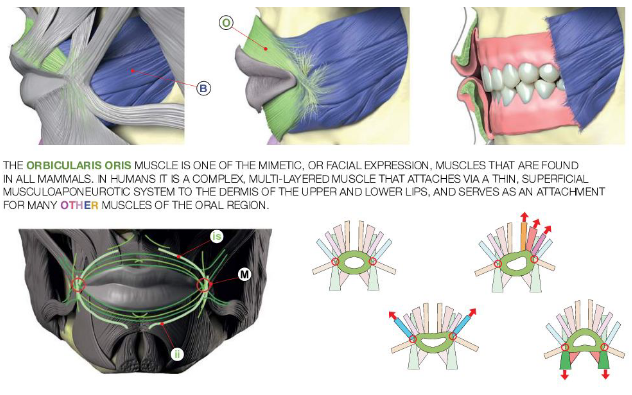 O
B
THE ORBICULARIS ORIS MUSCLE IS ONE OF THE MIMETIC, OR FACIAL EXPRESSION, MUSCLES THAT ARE FOUND
IN ALL MAMMALS. IN HUMANS IT IS A COMPLEX, MULTI-LAYERED MUSCLE THAT ATTACHES VIA A THIN, SUPERFICIAL
MUSCULOAPONEUROTIC SYSTEM TO THE DERMIS OF THE UPPER AND LOWER LIPS, AND SERVES AS AN ATTACHMENT
FOR MANY OTHER MUSCLES OF THE ORAL REGION.
is
M
ii